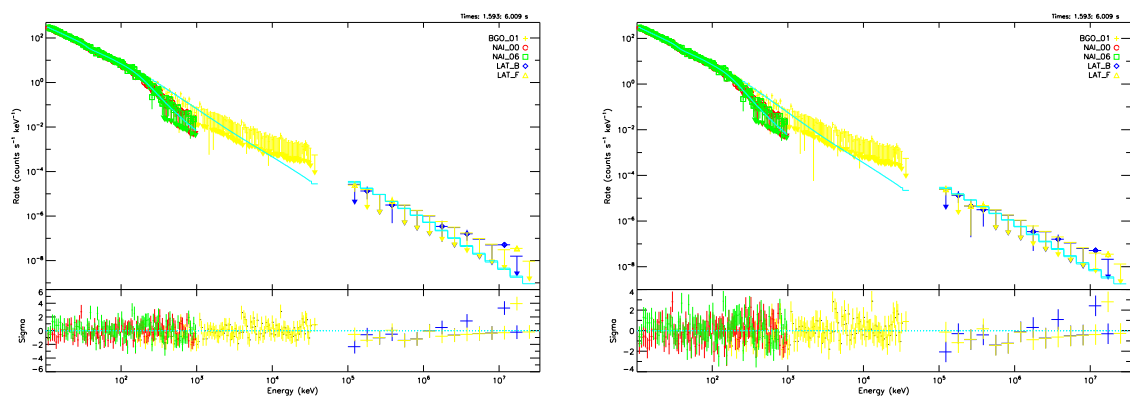 Times: 1.593: 6.009 s
BGO_01
NAI_00
NAI_06
LAT_B
LAT_F
Rate (counts s⁻¹ keV⁻¹)
10²
10⁰
10⁻²
10⁻⁴
10⁻⁶
10⁻⁸
Sigma
6
4
2
0
-2
-4
-6
10² 10³ 10⁴ 10⁵ 10⁶ 10⁷
Energy (keV)
Times: 1.593: 6.009 s
BGO_01
NAI_00
NAI_06
LAT_B
LAT_F
Rate (counts s⁻¹ keV⁻¹)
10²
10⁰
10⁻²
10⁻⁴
10⁻⁶
10⁻⁸
Sigma
4
2
0
-2
-4
10² 10³ 10⁴ 10⁵ 10⁶ 10⁷
Energy (keV)